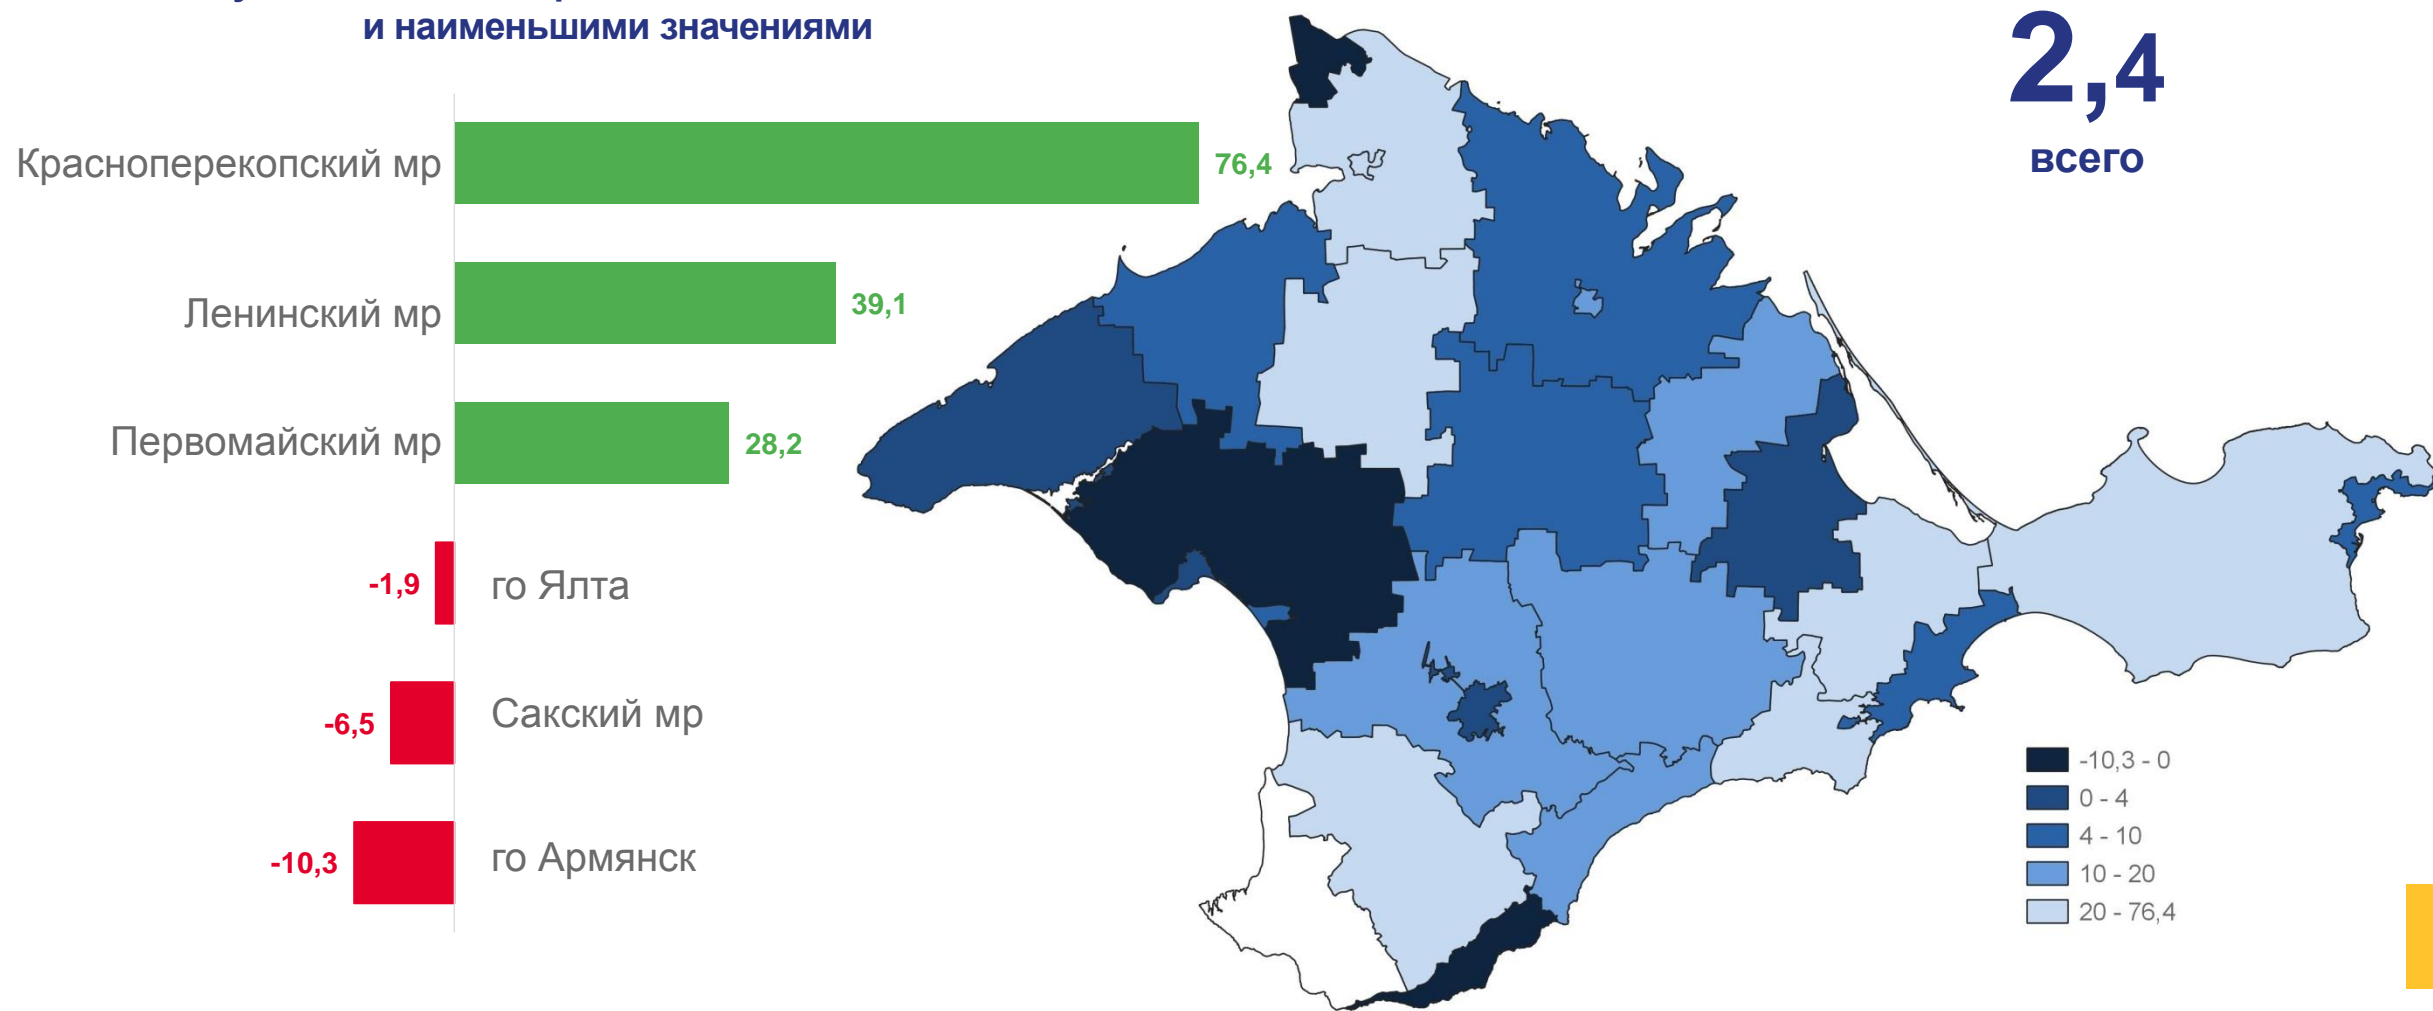 и наименьшими значениями
Красноперекопский мр
76,4
Ленинский мр
39,1
Первомайский мр
28,2
-1,9
го Ялта
-6,5
Сакский мр
-10,3
го Армянск
2,4
всего
-10,3 - 0
0 - 4
4 - 10
10 - 20
20 - 76,4